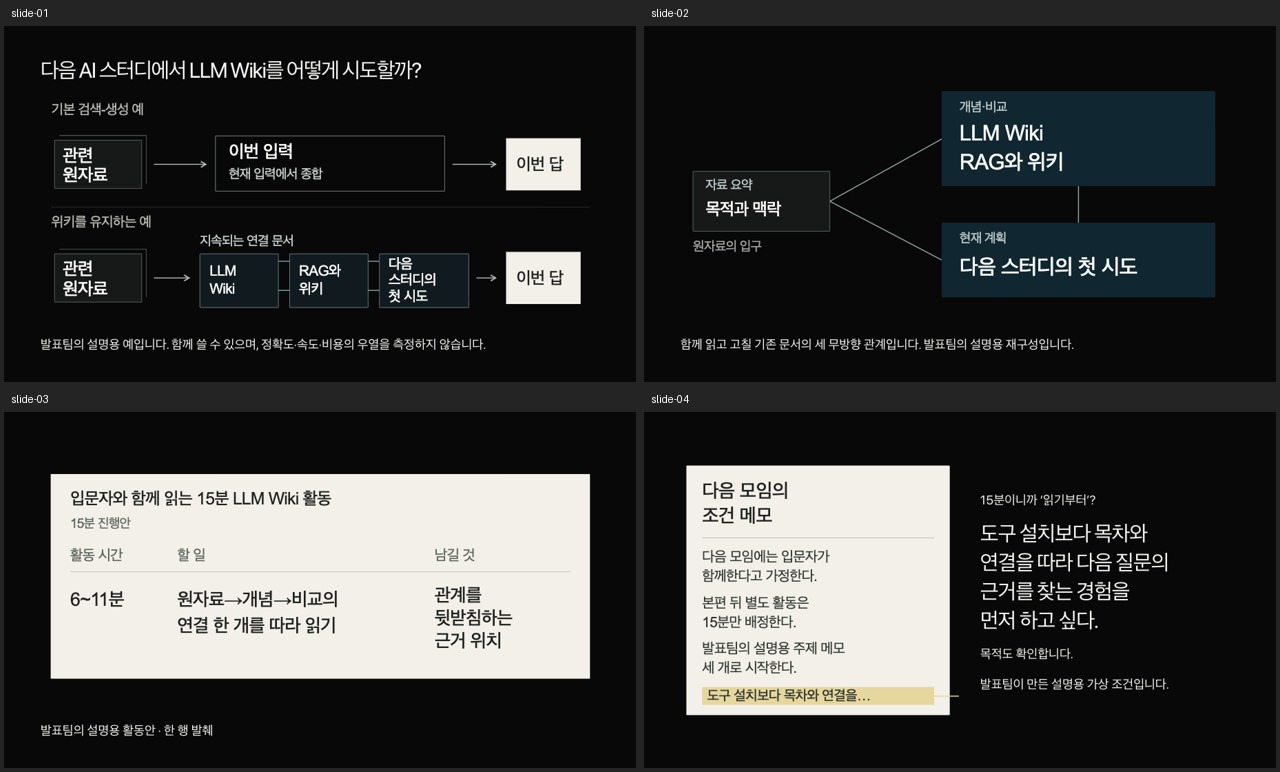 slide-01
다음 AI 스터디에서 LLM Wiki를 어떻게 시도할까?
기본 검색-생성 예
관련
원자료
이번 입력
현재 입력에서 종합
이번 답
위키를 유지하는 예
지속되는 연결 문서
관련
원자료
LLM
Wiki
RAG와
위키
다음
스터디의
첫 시도
이번 답
발표팀의 설명용 예입니다. 함께 쓸 수 있으며, 정확도·속도·비용의 우열을 측정하지 않습니다.
slide-02
자료 요약
목적과 맥락
원자료의 입구
개념·비교
LLM Wiki
RAG와 위키
현재 계획
다음 스터디의 첫 시도
함께 읽고 고칠 기존 문서의 세 무방향 관계입니다. 발표팀의 설명용 재구성입니다.
slide-03
입문자와 함께 읽는 15분 LLM Wiki 활동
15분 진행안
활동 시간 할 일 남길 것
6~11분
원자료→개념→비교의
연결 한 개를 따라 읽기
관계를
뒷받침하는
근거 위치
발표팀의 설명용 활동안 · 한 행 발췌
slide-04
다음 모임의
조건 메모
다음 모임에는 입문자가
함께한다고 가정한다.
본편 뒤 별도 활동은
15분만 배정한다.
발표팀의 설명용 주제 메모
세 개로 시작한다.
도구 설치보다 목차와 연결을…
15분이니까 ‘읽기부터’?
도구 설치보다 목차와
연결을 따라 다음 질문의
근거를 찾는 경험을
먼저 하고 싶다.
목적도 확인합니다.
발표팀이 만든 설명용 가상 조건입니다.